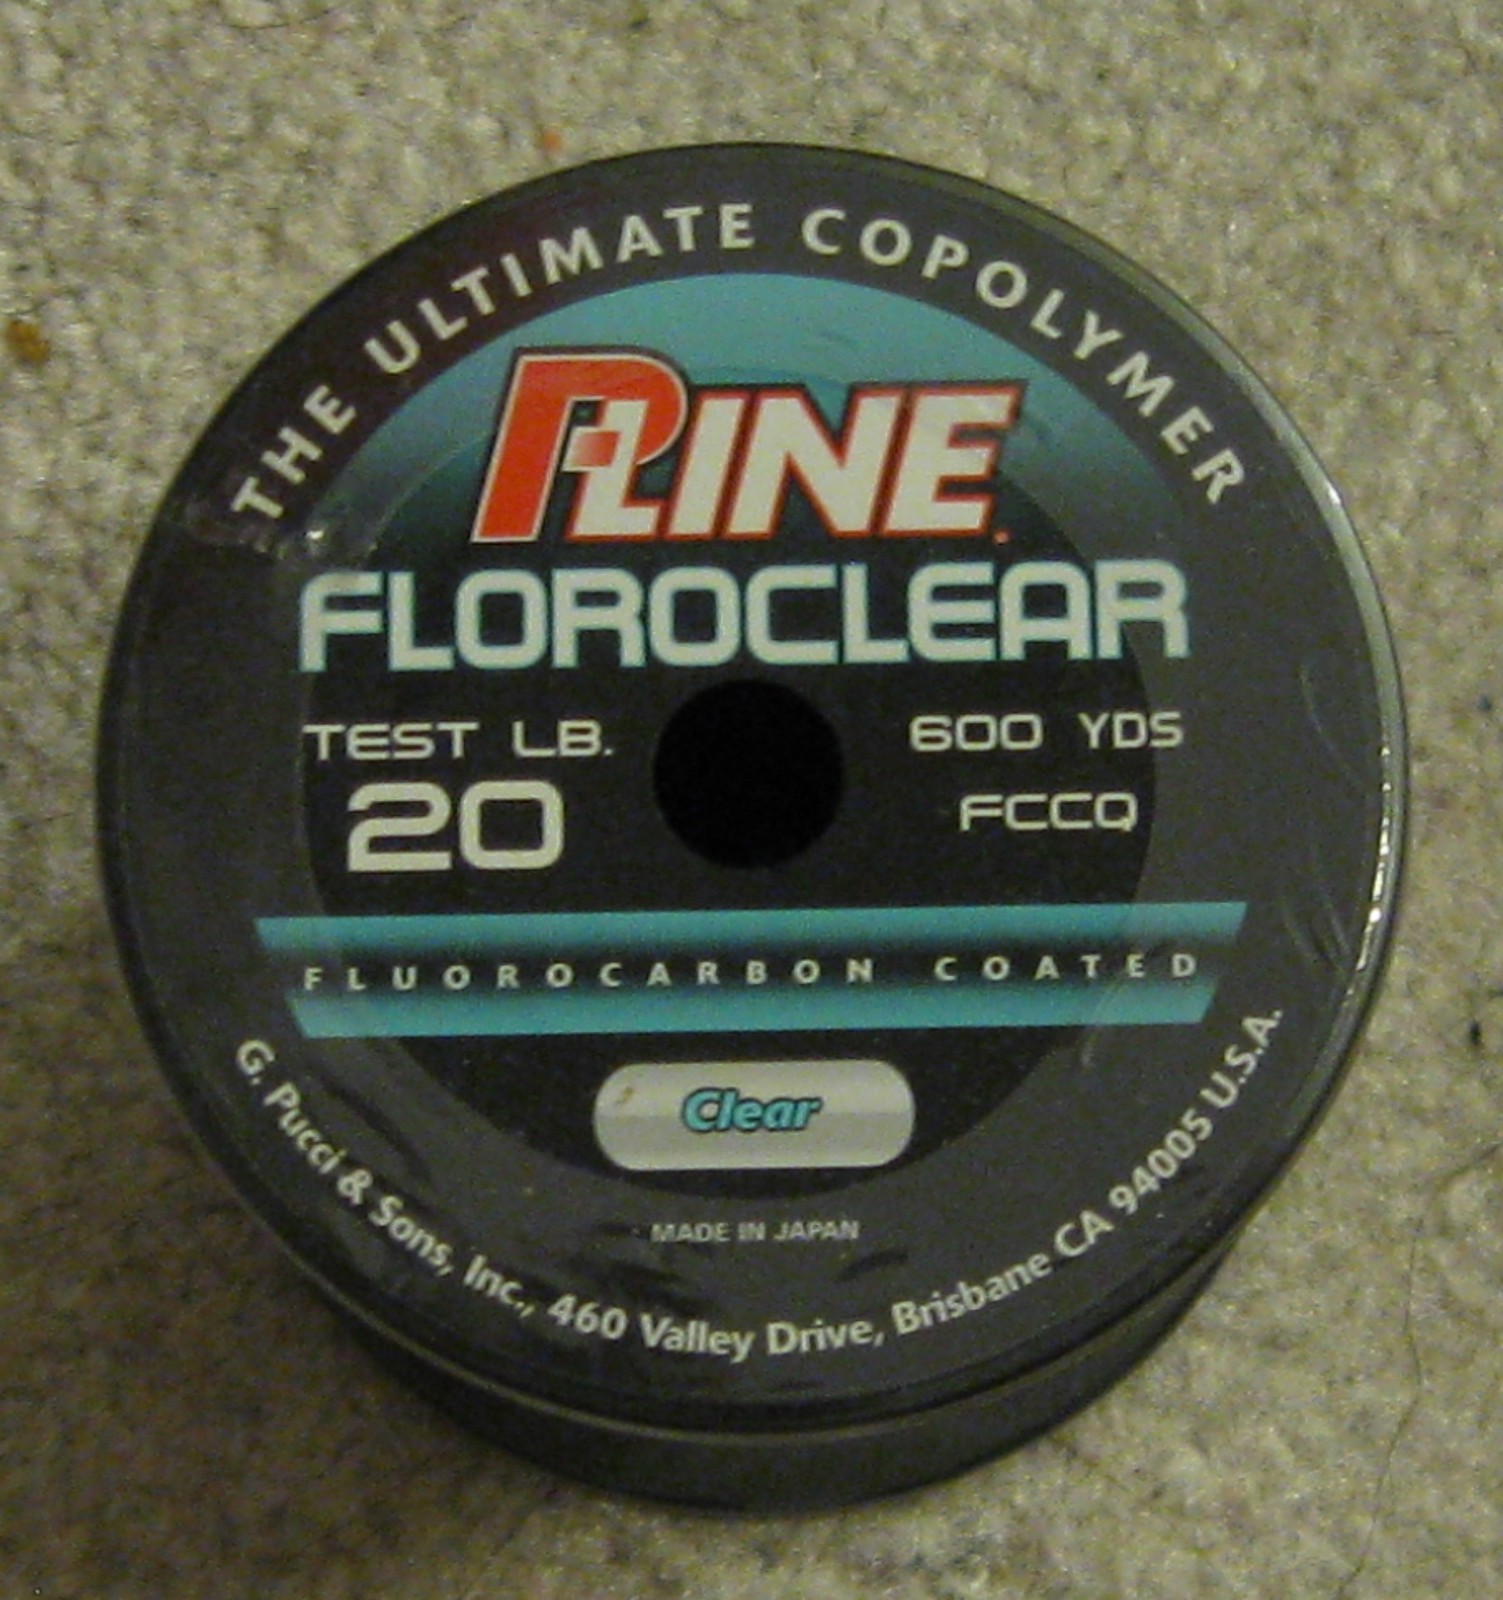 THE ULTIMATE COPOLYMER
P-LINE
FLOROCLEAR
TEST LB.
20
600 YDS
FCCQ
FLUOROCARBON COATED
Clear
MADE IN JAPAN
G. Pucci & Sons, Inc., 460 Valley Drive, Brisbane CA 94005 U.S.A.